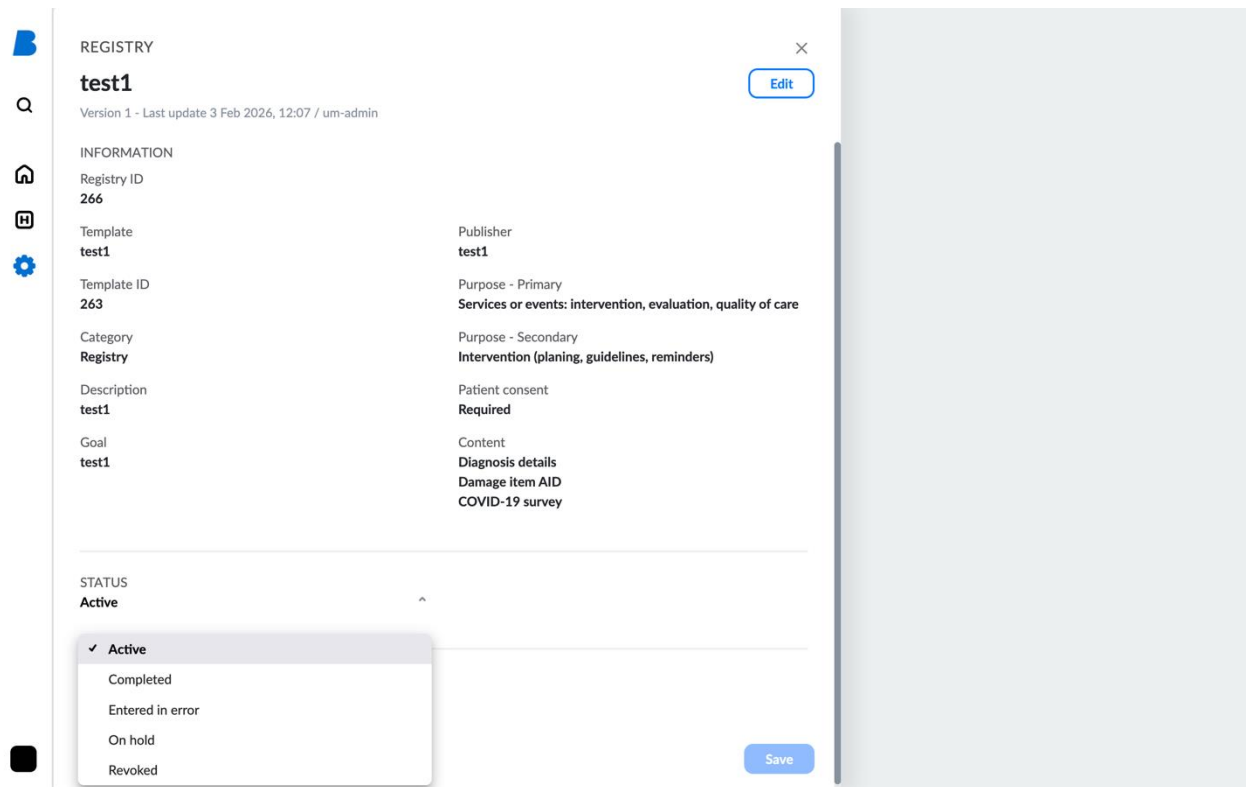 REGISTRY
test1
Edit
Version 1 - Last update 3 Feb 2026, 12:07 / um-admin
INFORMATION
Registry ID
266
Template
test1
Publisher
test1
Template ID
263
Purpose - Primary
Services or events: intervention, evaluation, quality of care
Category
Registry
Purpose - Secondary
Intervention (planing, guidelines, reminders)
Description
test1
Patient consent
Required
Goal
test1
Content
Diagnosis details
Damage item AID
COVID-19 survey
STATUS
Active
Active
Completed
Entered in error
On hold
Revoked
Save